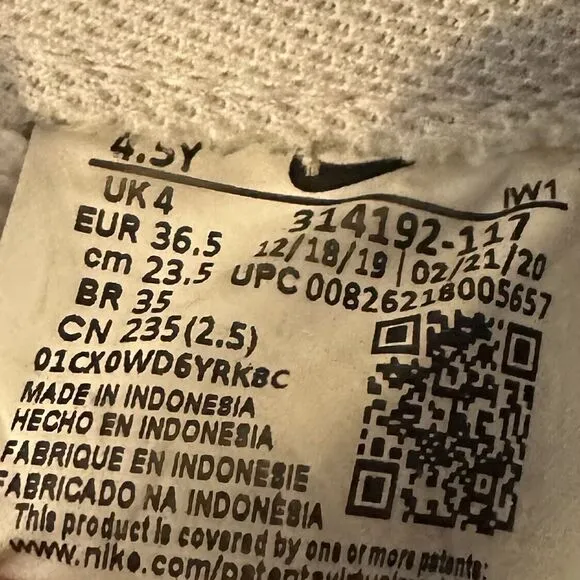 4.5Y
UK 4
EUR 36.5
cm 23.5
BR 35
CN 235(2.5)
IW1
314192-117
12/18/19 | 02/21/20
UPC 00826218005657
01CX0WD6YRK8C
MADE IN INDONESIA
HECHO EN INDONESIA
FABRIQUE EN INDONESIE
FABRICADO NA INDONÉSIA
This product is covered by one or more patents:
www.nike.com/patents